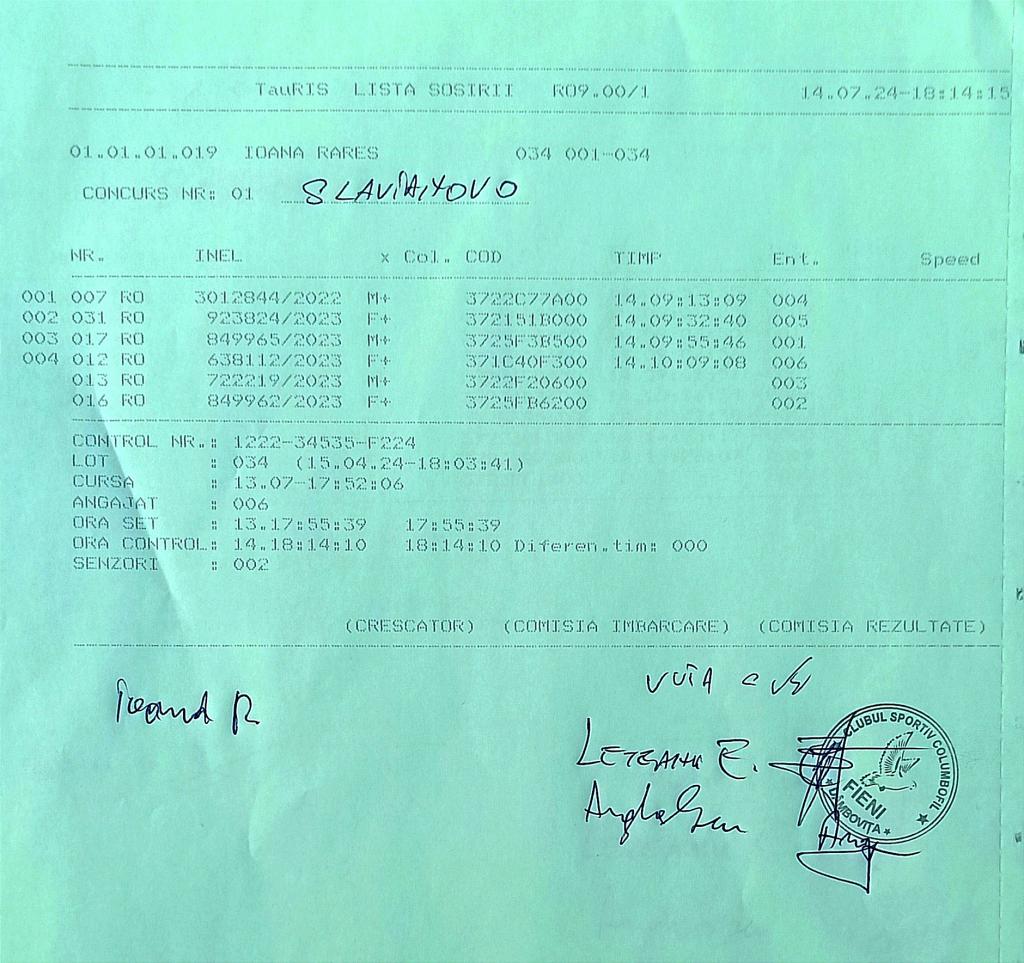 TauRIS LISTA SOSIRII R09.00/1 14.07.24-18:14:15
01.01.01.019 IOANA RARES 034 001-034
CONCURS NR: 01
NR. INEL x Col. COD TIMP Ent. Speed
001 007 RO 3012844/2022 M+ 3722C77A00 14.09:13:09 004
002 031 RO 923824/2023 F+ 372151B000 14.09:32:40 005
003 017 RO 849965/2023 M+ 3725F3B500 14.09:55:46 001
004 012 RO 638112/2023 F+ 371C40F300 14.10:09:08 006
013 RO 722219/2023 M+ 3722F20600 003
016 RO 849962/2023 F+ 3725FB6200 002
CONTROL NR.: 1222-34535-F224
LOT : 034 (15.04.24-18:03:41)
CURSA : 13.07-17:52:06
ANGAJAT : 006
ORA SET : 13.17:55:39 17:55:39
ORA CONTROL: 14.18:14:10 18:14:10 Diferen.tim: 000
SENZORI : 002
(CRESCATOR) (COMISIA IMBARCARE) (COMISIA REZULTATE)
CLUBUL SPORTIV COLUMBOFIL
FIENI
DÂMBOVIȚA